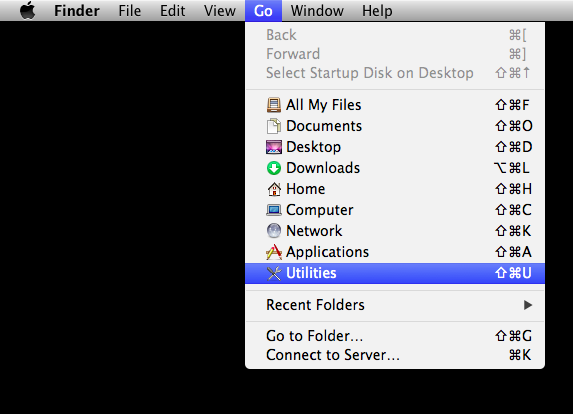 Finder File Edit View Go Window Help
Back ⌘[
Forward ⌘]
Select Startup Disk on Desktop ⇧⌘↑
All My Files ⇧⌘F
Documents ⇧⌘O
Desktop ⇧⌘D
Downloads ⌥⌘L
Home ⇧⌘H
Computer ⇧⌘C
Network ⇧⌘K
Applications ⇧⌘A
Utilities ⇧⌘U
Recent Folders ▶
Go to Folder... ⇧⌘G
Connect to Server... ⌘K